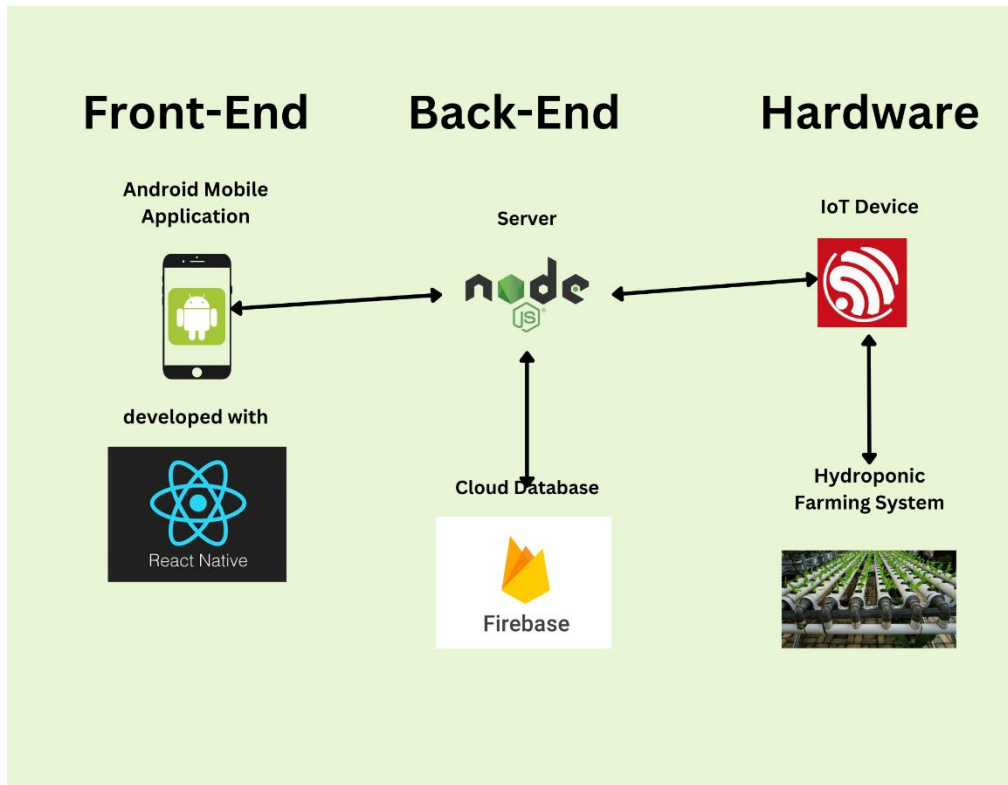 Front-End
Back-End
Hardware
Android Mobile
Application
Server
IoT Device
node
JS
developed with
React Native
Cloud Database
Firebase
Hydroponic
Farming System